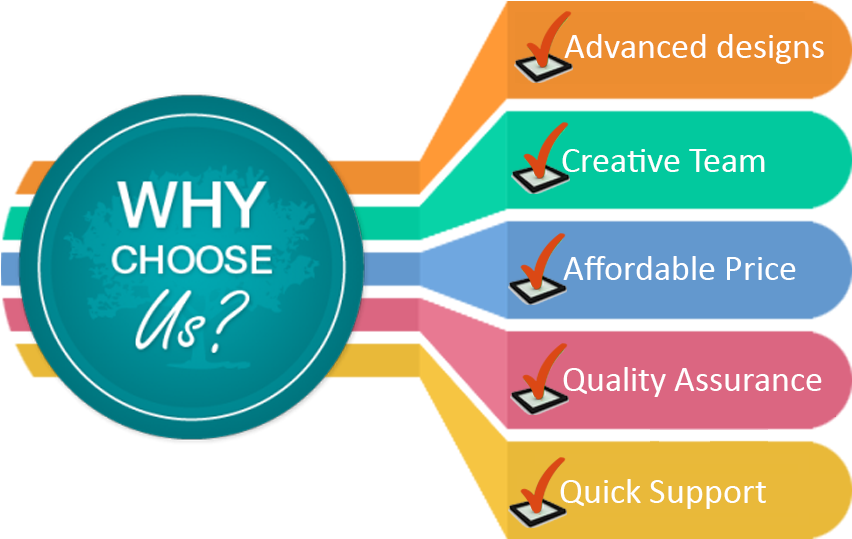 WHY
CHOOSE
Us?
Advanced designs
Creative Team
Affordable Price
Quality Assurance
Quick Support